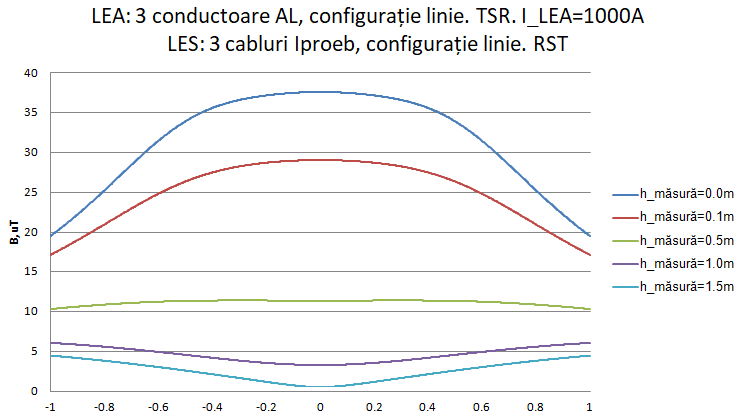 LEA: 3 conductoare AL, configurație linie. TSR. I_LEA=1000A
LES: 3 cabluri Iproeb, configurație linie. RST
40
35
30
25
20
15
10
5
0
B,uT
-1 -0.8 -0.6 -0.4 -0.2 0 0.2 0.4 0.6 0.8 1
h_măsură=0.0m
h_măsură=0.1m
h_măsură=0.5m
h_măsură=1.0m
h_măsură=1.5m